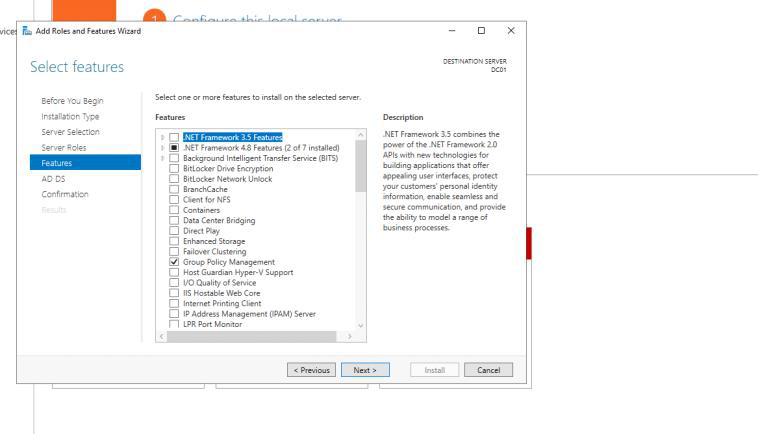 1 Configure this local server
vices
Add Roles and Features Wizard
Select features
DESTINATION SERVER
DC01
Before You Begin
Installation Type
Server Selection
Server Roles
Features
AD DS
Confirmation
Results
Select one or more features to install on the selected server.
Features
.NET Framework 3.5 Features
.NET Framework 4.8 Features (2 of 7 installed)
Background Intelligent Transfer Service (BITS)
BitLocker Drive Encryption
BitLocker Network Unlock
BranchCache
Client for NFS
Containers
Data Center Bridging
Direct Play
Enhanced Storage
Failover Clustering
Group Policy Management
Host Guardian Hyper-V Support
I/O Quality of Service
IIS Hostable Web Core
Internet Printing Client
IP Address Management (IPAM) Server
LPR Port Monitor
Description
.NET Framework 3.5 combines the
power of the .NET Framework 2.0
APIs with new technologies for
building applications that offer
appealing user interfaces, protect
your customers' personal identity
information, enable seamless and
secure communication, and provide
the ability to model a range of
business processes.
< Previous
Next >
Install
Cancel